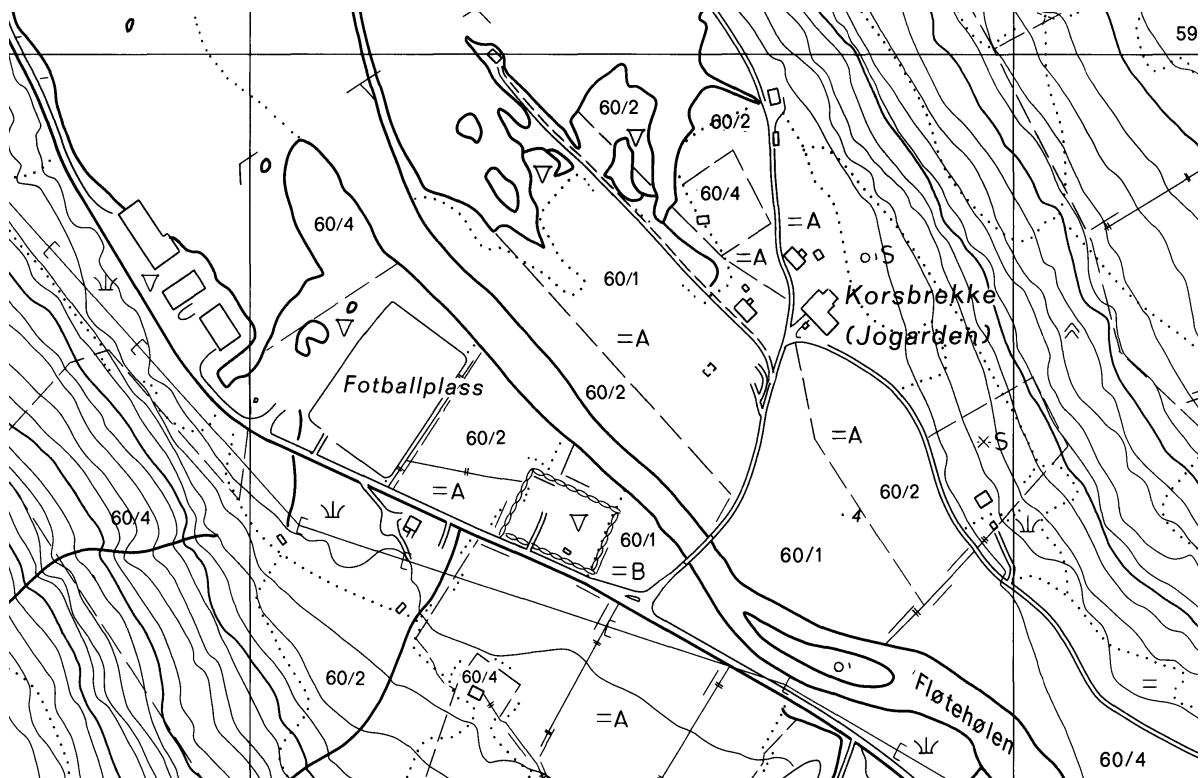 59
60/2
60/2
60/4
60/4
=A
=A
S
60/1
Korsbrekke
(Jogarden)
=A
Fotballplass
60/2
60/2
=A
S
=A
60/2
60/4
4
60/1
60/1
=B
60/2
60/4
=A
Fløtehølen
=
60/4